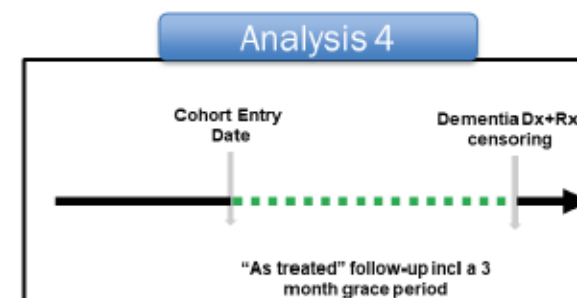 Analysis 4
Cohort Entry
Date
Dementia Dx+Rx
censoring
"As treated" follow-up incl a 3
month grace period